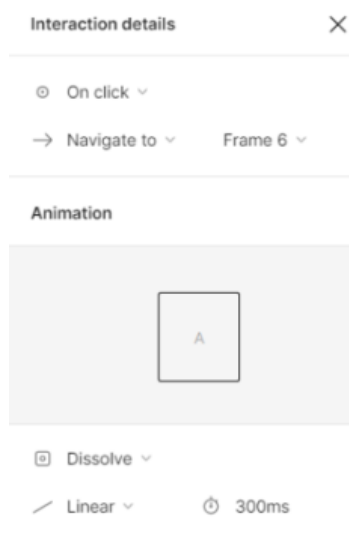 Interaction details
On click
Navigate to Frame 6
Animation
A
Dissolve
Linear 300ms